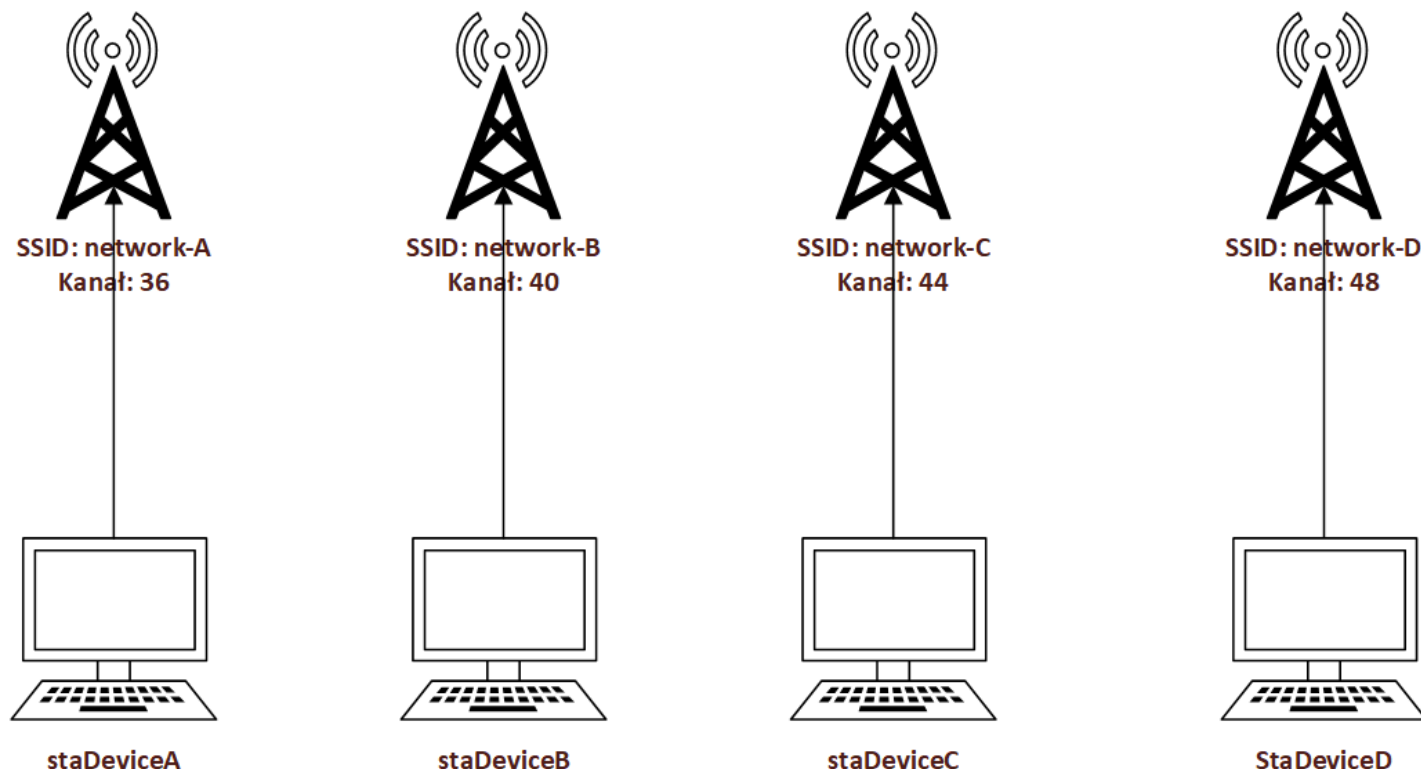 SSID: network-A
Kanał: 36
SSID: network-B
Kanał: 40
SSID: network-C
Kanał: 44
SSID: network-D
Kanał: 48
staDeviceA
staDeviceB
staDeviceC
StaDeviceD